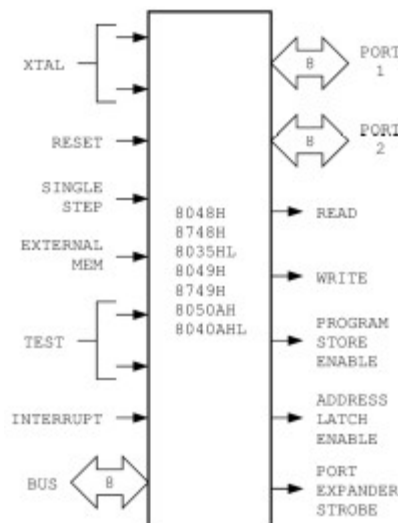 XTAL
RESET
SINGLE
STEP
EXTERNAL
MEM
TEST
INTERRUPT
BUS
8
8048H
8748H
8035HL
8049H
8749H
8050AH
8040AHL
8
PORT
1
8
PORT
2
READ
WRITE
PROGRAM
STORE
ENABLE
ADDRESS
LATCH
ENABLE
PORT
EXPANDER
STROBE